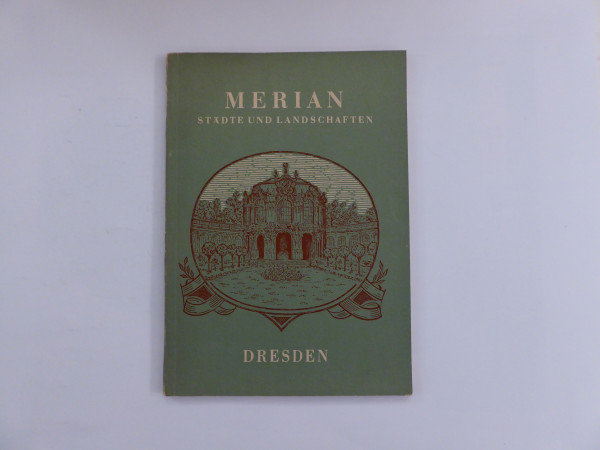 MERIAN
STÄDTE UND LANDSCHAFTEN
DRESDEN